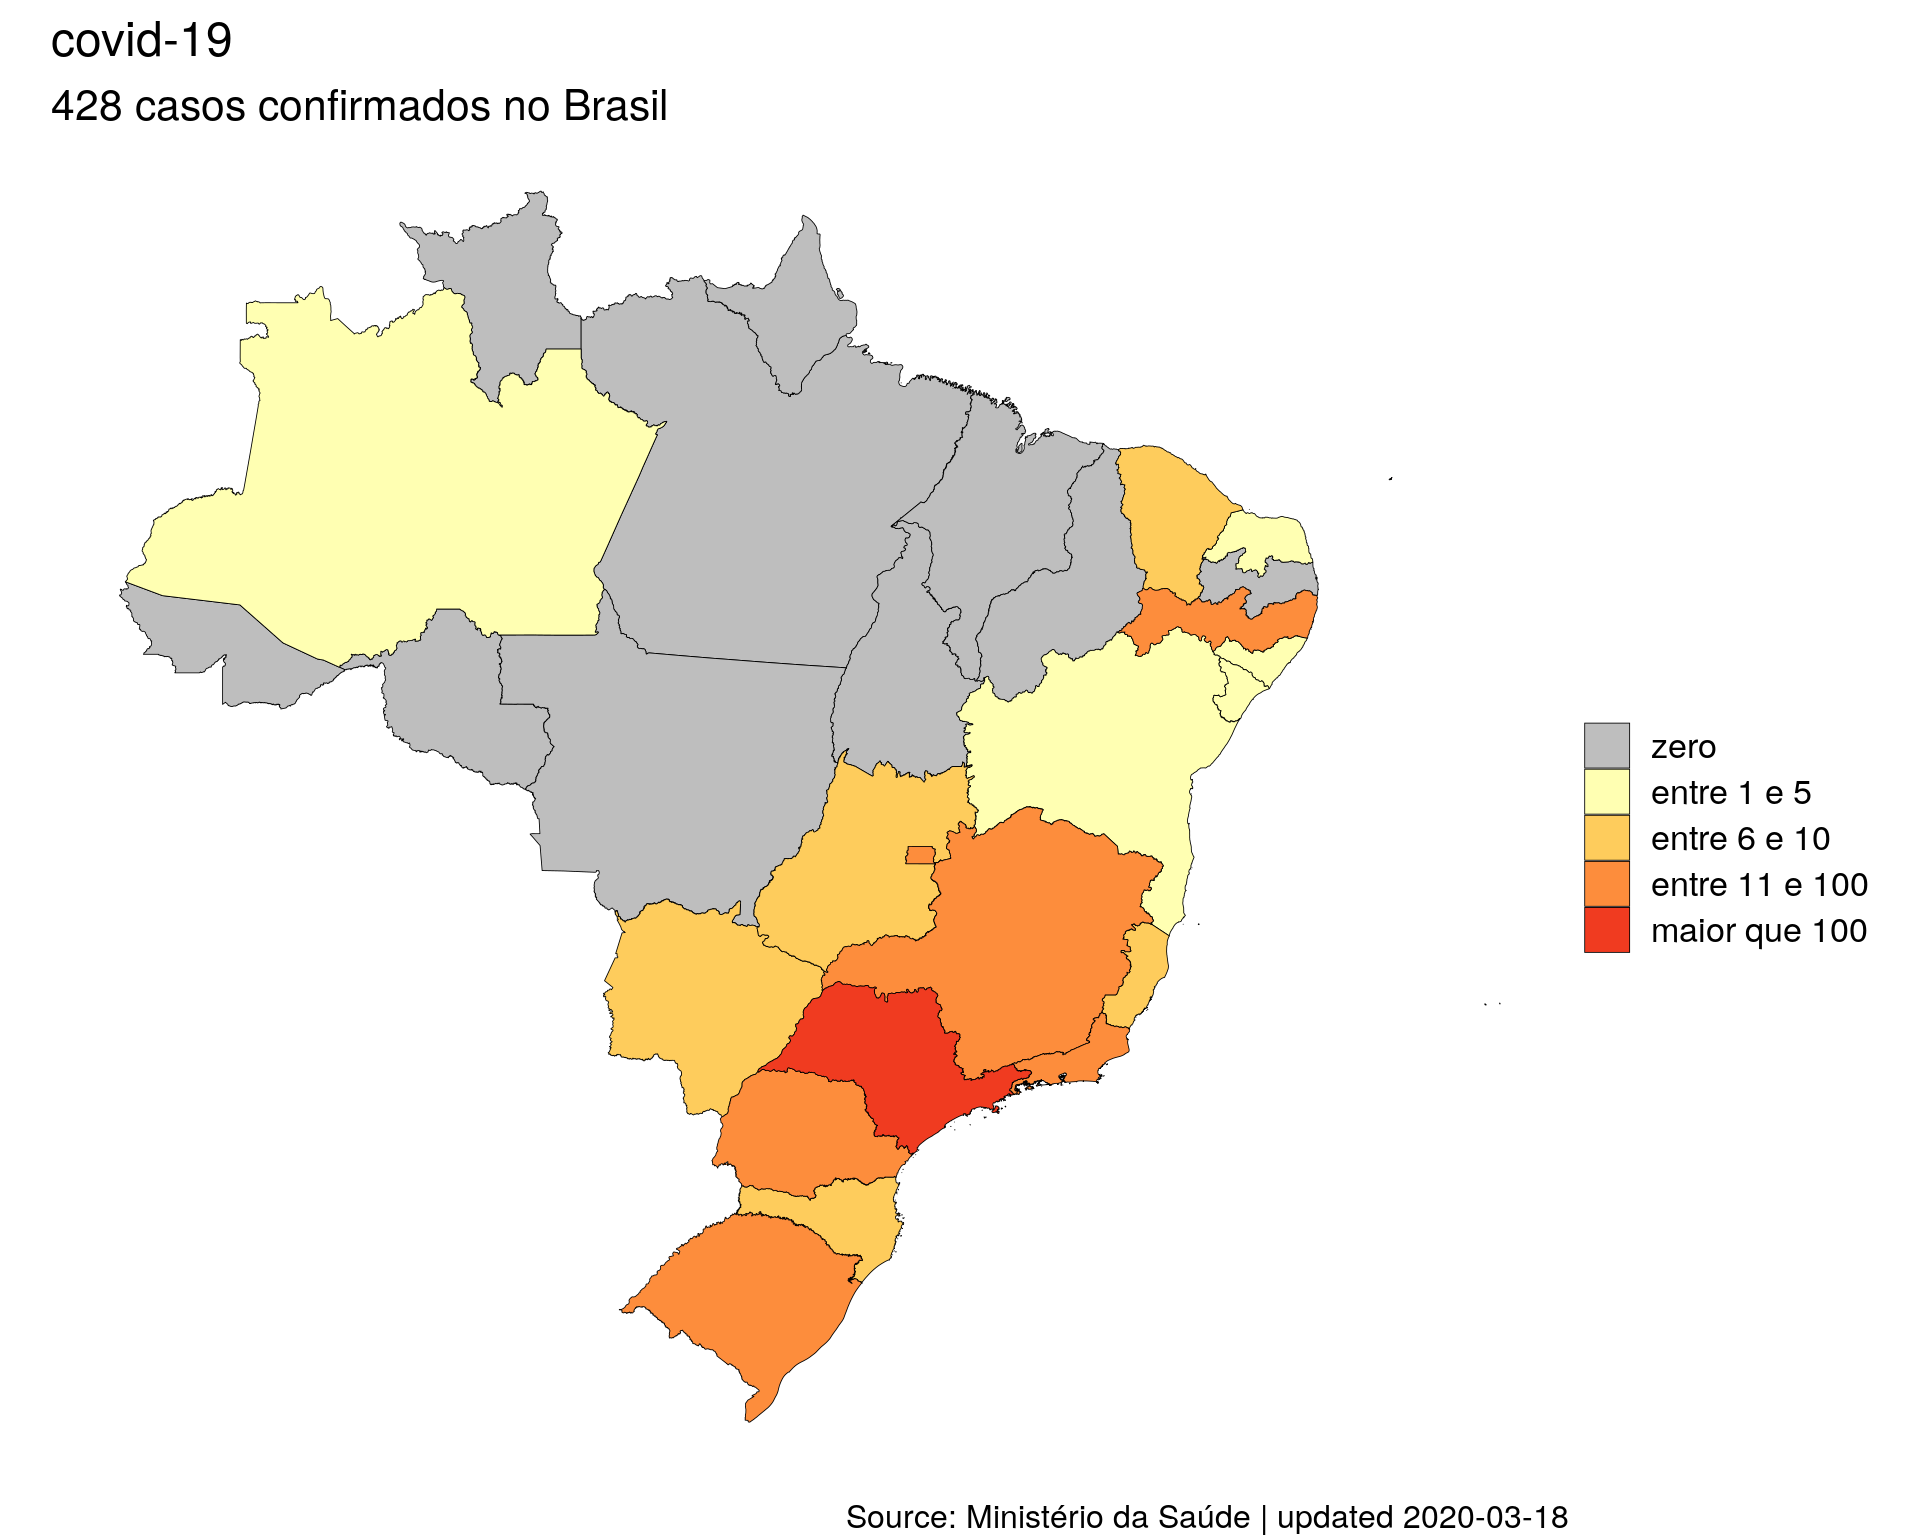 covid-19
428 casos confirmados no Brasil
zero
entre 1 e 5
entre 6 e 10
entre 11 e 100
maior que 100
Source: Ministério da Saúde | updated 2020-03-18